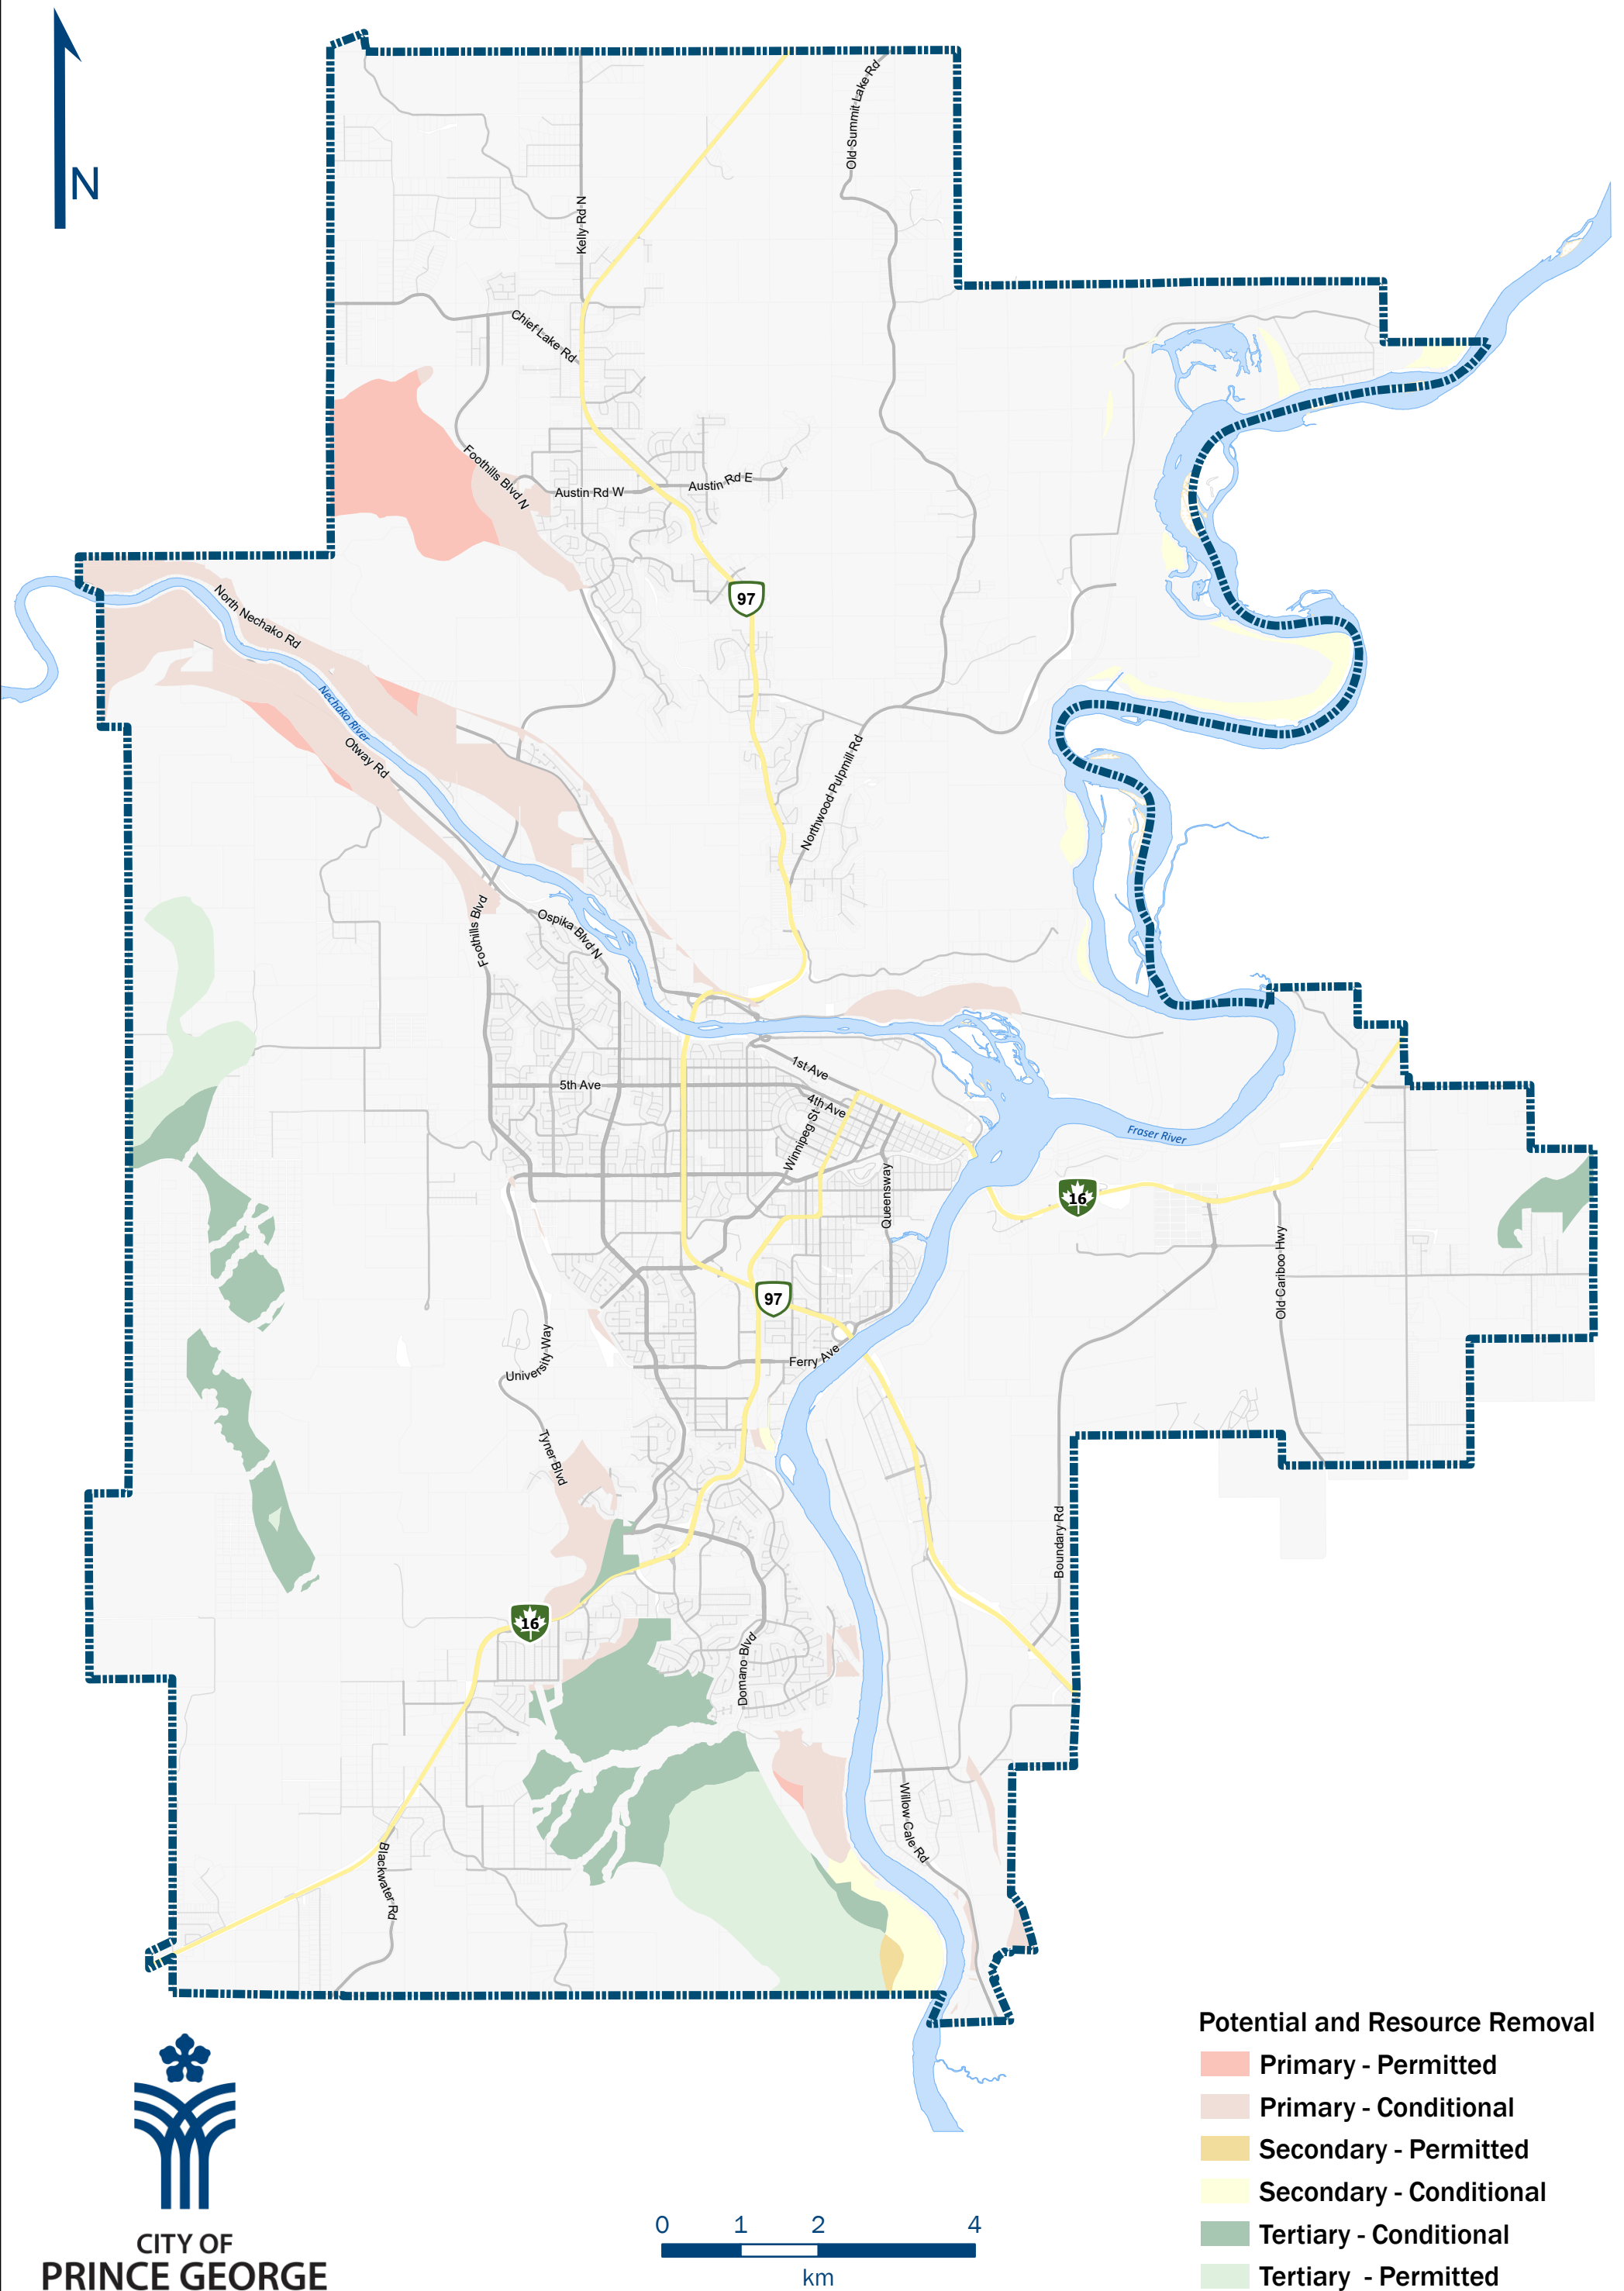 N
Old Summit Lake Rd
Kelly Rd N
Chief Lake Rd
Foothills Blvd N
Austin Rd W
Austin Rd E
97
North Nechako Rd
Nechako River
Otway Rd
Northwood Pulpmill Rd
Foothills Blvd
Ospika Blvd N
1st Ave
5th Ave
4th Ave
Winnipeg St
Fraser River
Queensway
16
Old Cariboo Hwy
97
University Way
Ferry Ave
Tyner Blvd
Boundary Rd
16
Domano Blvd
Willow Cale Rd
Blackwater Rd
Potential and Resource Removal
Primary - Permitted
Primary - Conditional
Secondary - Permitted
Secondary - Conditional
Tertiary - Conditional
Tertiary - Permitted
0 1 2 4
km
CITY OF
PRINCE GEORGE